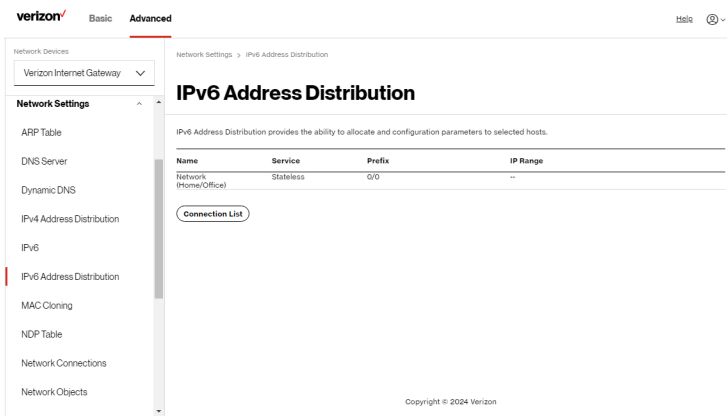 verizon
Basic
Advanced
Help
Network Devices
Verizon Internet Gateway
Network Settings
ARP Table
DNS Server
Dynamic DNS
IPv4 Address Distribution
IPv6
IPv6 Address Distribution
MAC Cloning
NDP Table
Network Connections
Network Objects
Network Settings > IPv6 Address Distribution
IPv6 Address Distribution
IPv6 Address Distribution provides the ability to allocate and configuration parameters to selected hosts.
Name Service Prefix IP Range
Network Stateless 0/0 --
(Home/Office)
Connection List
Copyright © 2024 Verizon